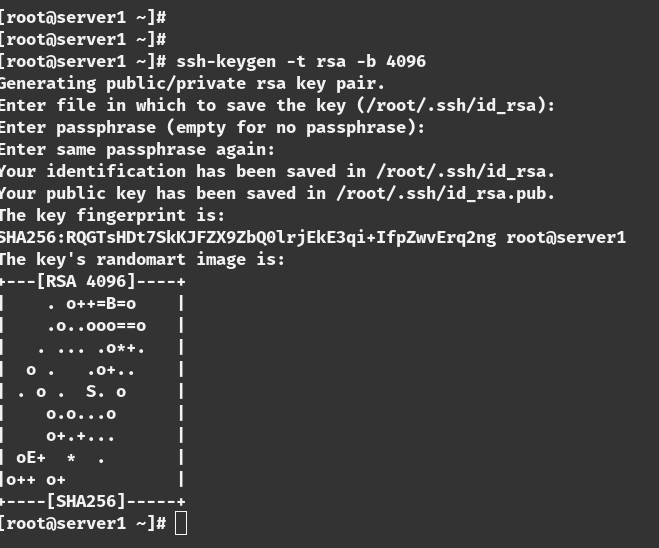 [root@server1 ~]#
[root@server1 ~]#
[root@server1 ~]# ssh-keygen -t rsa -b 4096
Generating public/private rsa key pair.
Enter file in which to save the key (/root/.ssh/id_rsa):
Enter passphrase (empty for no passphrase):
Enter same passphrase again:
Your identification has been saved in /root/.ssh/id_rsa.
Your public key has been saved in /root/.ssh/id_rsa.pub.
The key fingerprint is:
SHA256:RQGTsHDt7SkKJFZX9ZbQ0lrjEkE3qi+IfpZwvErq2ng root@server1
The key's randomart image is:
+---[RSA 4096]----+
|    . o++=B=o    |
|    .o..ooo==o   |
|   . ... .o*+.   |
|  o .   .o+..    |
| . o .  S. o     |
|    o.o...o      |
|    o+.+...      |
| oE+  *  .       |
|o++ o+           |
+----[SHA256]-----+
[root@server1 ~]#